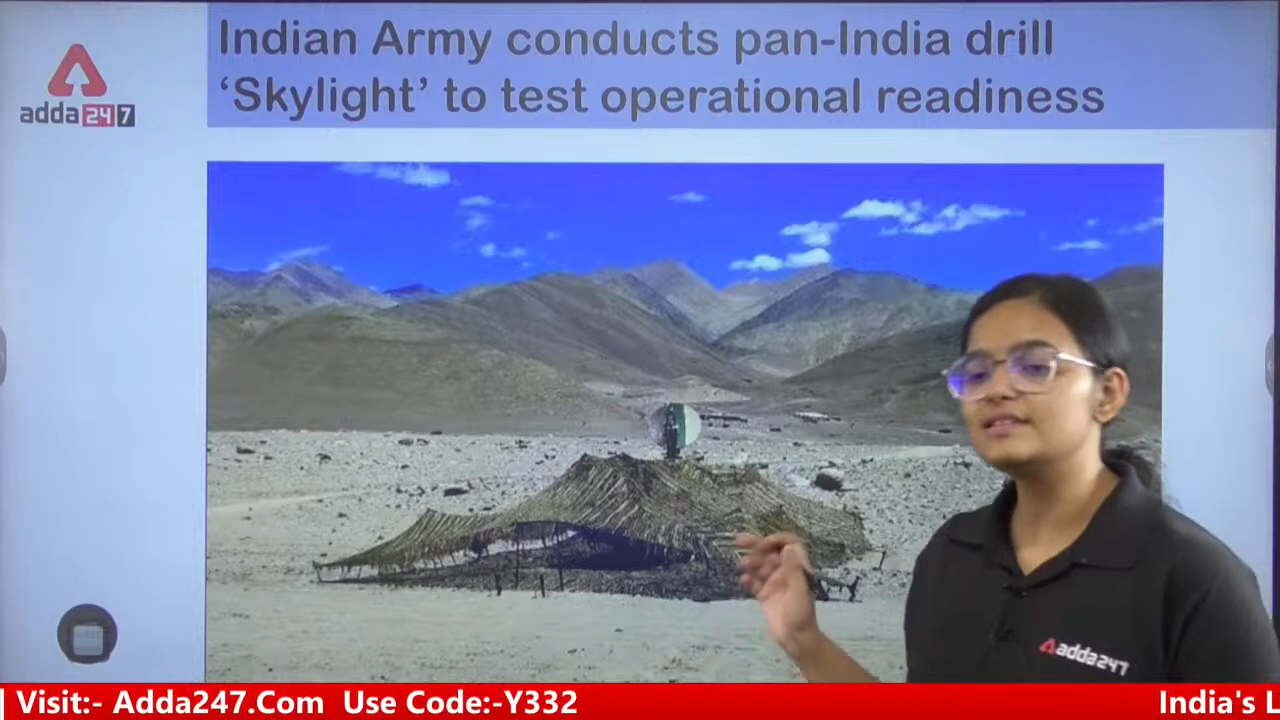 Indian Army conducts pan-India drill
‘Skylight’ to test operational readiness
adda247
adda247
Visit:- Adda247.Com Use Code:-Y332
India's L